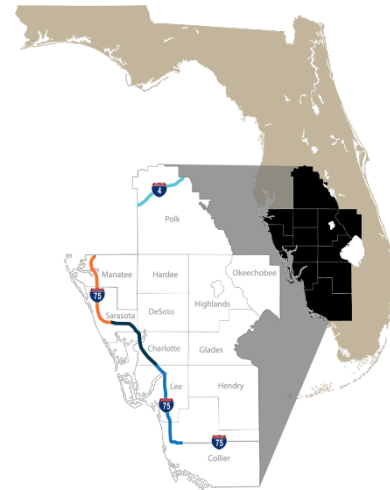 4
Polk
Okeechobee
Manatee
Hardee
75
Highlands
Sarasota
DeSoto
Charlotte
Glades
Lee
Hendry
75
75
Collier